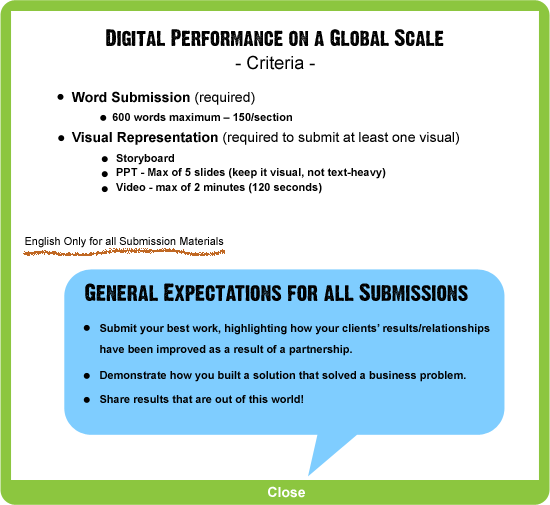 DIGITAL PERFORMANCE ON A GLOBAL SCALE
- Criteria -
● Word Submission (required)
● 600 words maximum – 150/section
● Visual Representation (required to submit at least one visual)
● Storyboard
● PPT - Max of 5 slides (keep it visual, not text-heavy)
● Video - max of 2 minutes (120 seconds)
English Only for all Submission Materials
GENERAL EXPECTATIONS FOR ALL SUBMISSIONS
● Submit your best work, highlighting how your clients' results/relationships
have been improved as a result of a partnership.
● Demonstrate how you built a solution that solved a business problem.
● Share results that are out of this world!
Close